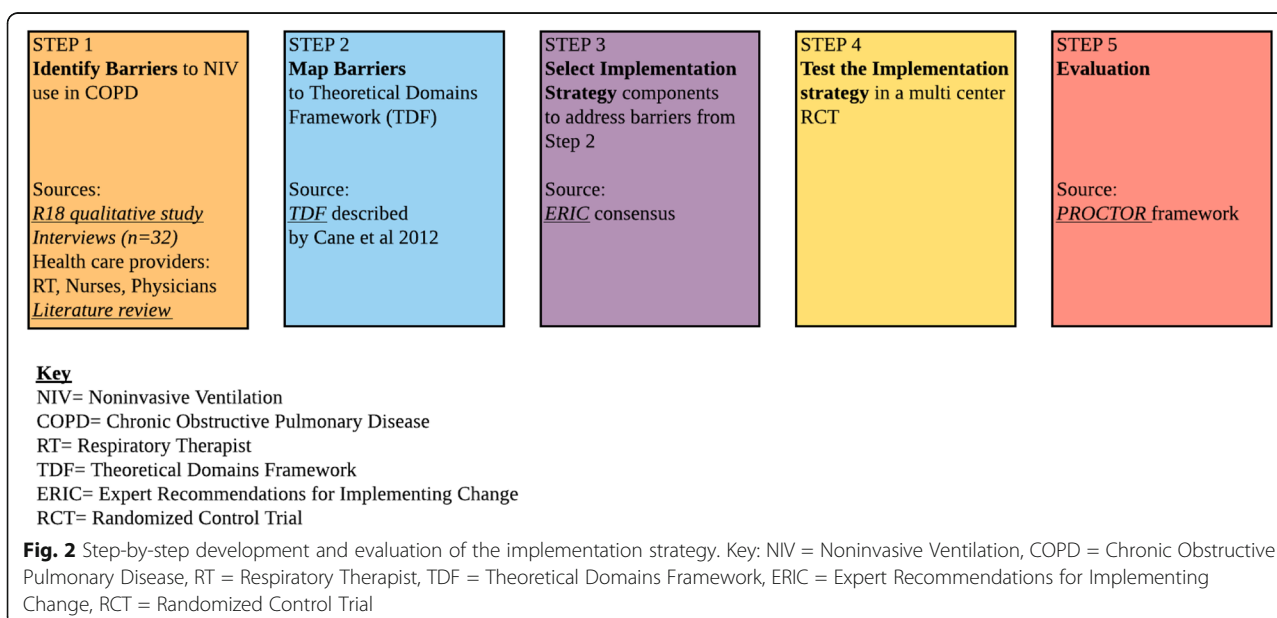 STEP 1
Identify Barriers to NIV
use in COPD
Sources:
R18 qualitative study
Interviews (n=32)
Health care providers:
RT, Nurses, Physicians
Literature review
STEP 2
Map Barriers
to Theoretical Domains
Framework (TDF)
Source:
TDF described
by Cane et al 2012
STEP 3
Select Implementation
Strategy components
to address barriers from
Step 2
Source:
ERIC consensus
STEP 4
Test the Implementation
strategy in a multi center
RCT
STEP 5
Evaluation
Source:
PROCTOR framework
Key
NIV= Noninvasive Ventilation
COPD= Chronic Obstructive Pulmonary Disease
RT= Respiratory Therapist
TDF= Theoretical Domains Framework
ERIC= Expert Recommendations for Implementing Change
RCT= Randomized Control Trial
Fig. 2 Step-by-step development and evaluation of the implementation strategy. Key: NIV = Noninvasive Ventilation, COPD = Chronic Obstructive
Pulmonary Disease, RT = Respiratory Therapist, TDF = Theoretical Domains Framework, ERIC = Expert Recommendations for Implementing
Change, RCT = Randomized Control Trial